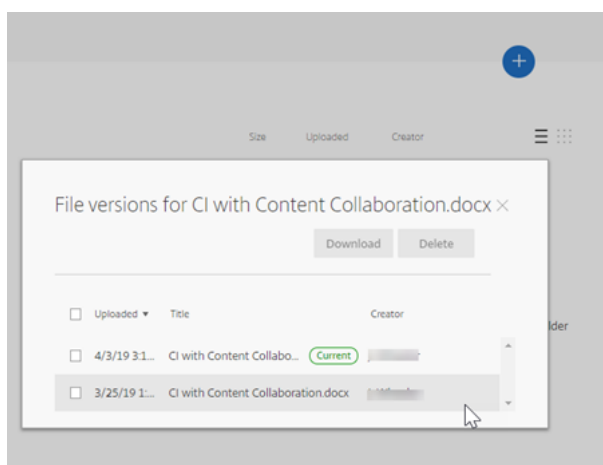 +
Size Uploaded Creator
File versions for CI with Content Collaboration.docx ×
Download Delete
Uploaded ▼ Title Creator
4/3/19 3:1... CI with Content Collabo... Current
lder
3/25/19 1:... CI with Content Collaboration.docx